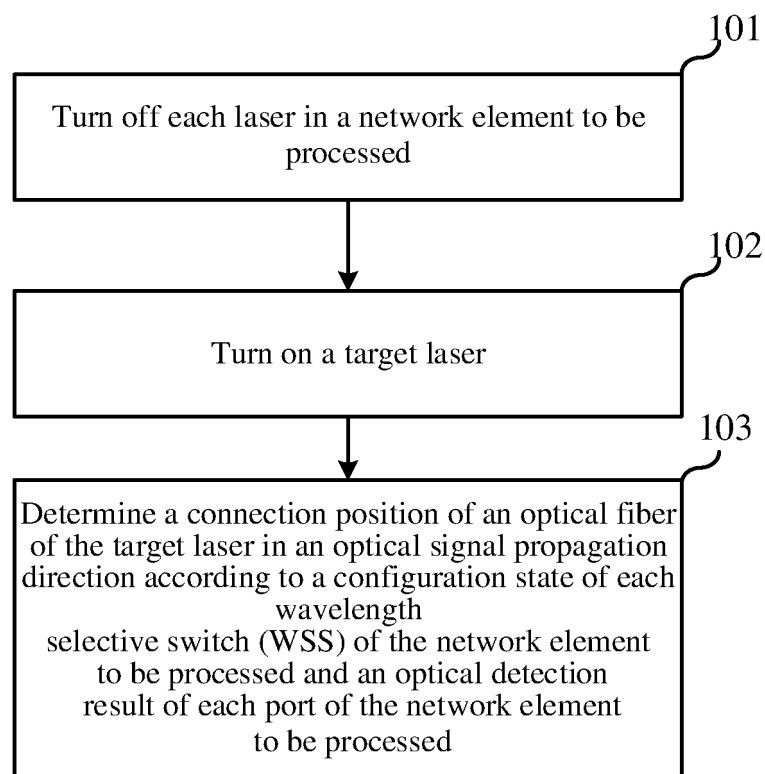 101
Turn off each laser in a network element to be
processed
102
Turn on a target laser
103
Determine a connection position of an optical fiber
of the target laser in an optical signal propagation
direction according to a configuration state of each
wavelength
selective switch (WSS) of the network element
to be processed and an optical detection
result of each port of the network element
to be processed